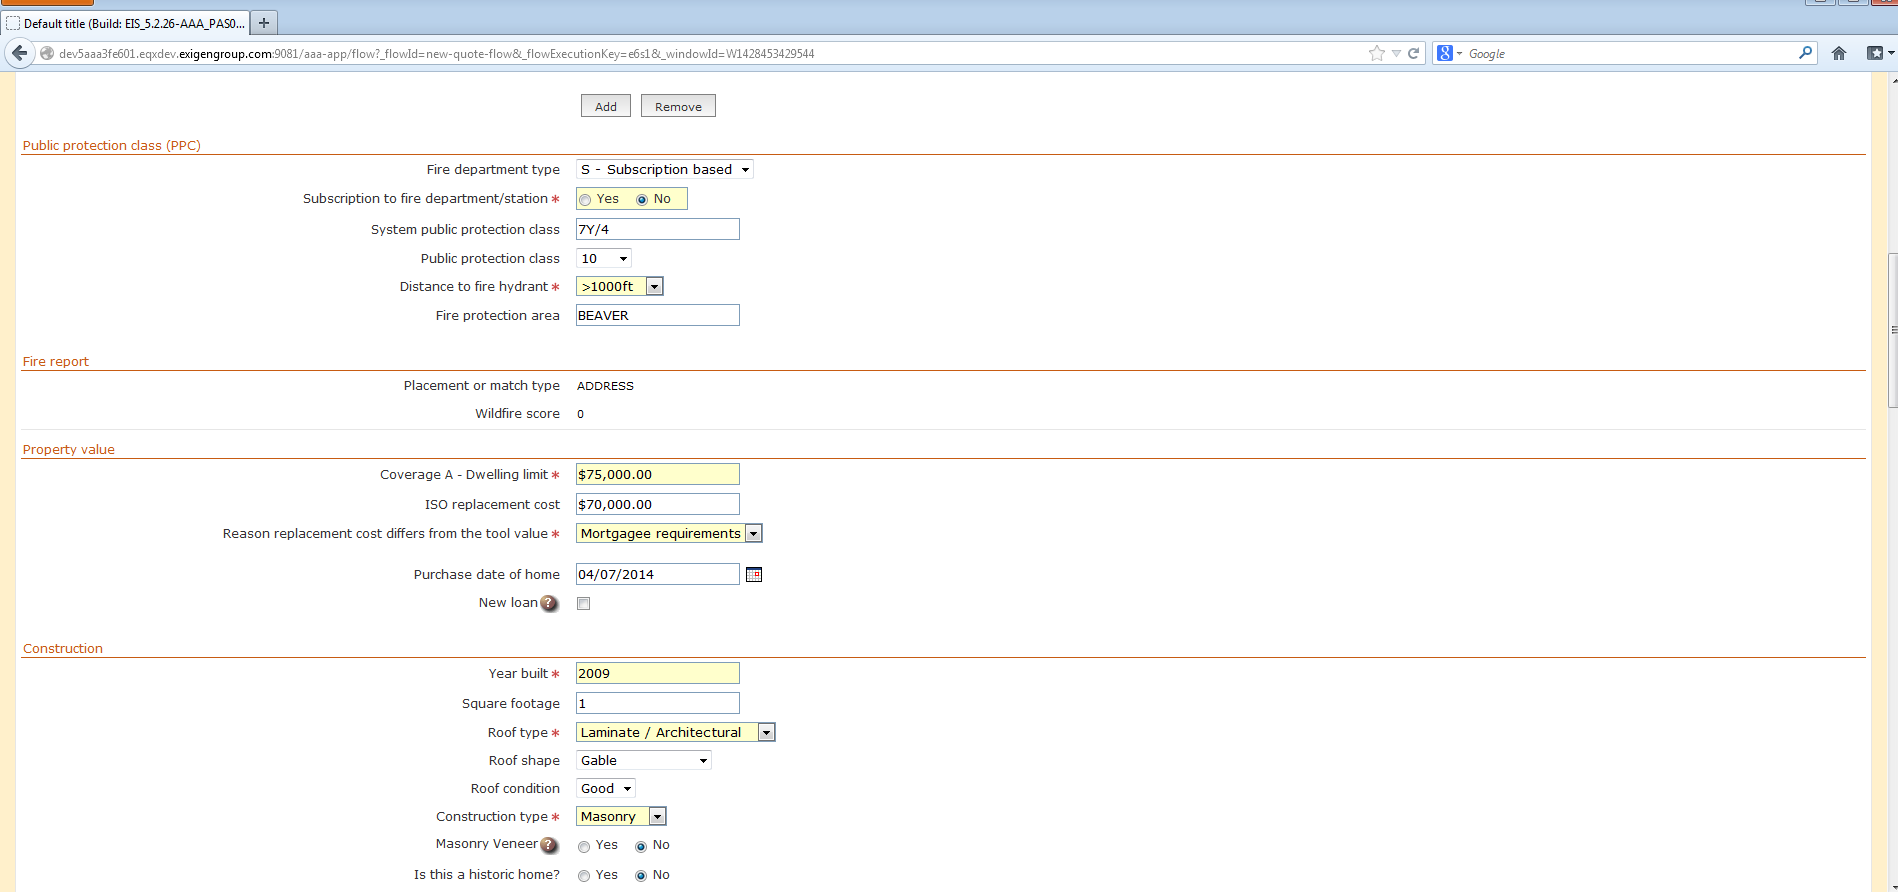 Default title (Build: EIS_5.2.26-AAA_PAS0...
dev5aaa3fe601.eqxdev.exigengroup.com:9081/aaa-app/flow?_flowId=new-quote-flow&_flowExecutionKey=e6s1&_windowId=W1428453429544
Google
Add Remove
Public protection class (PPC)
Fire department type S - Subscription based
Subscription to fire department/station * Yes No
System public protection class 7Y/4
Public protection class 10
Distance to fire hydrant * >1000ft
Fire protection area BEAVER
Fire report
Placement or match type ADDRESS
Wildfire score 0
Property value
Coverage A - Dwelling limit * $75,000.00
ISO replacement cost $70,000.00
Reason replacement cost differs from the tool value * Mortgagee requirements
Purchase date of home 04/07/2014
New loan ?
Construction
Year built * 2009
Square footage 1
Roof type * Laminate / Architectural
Roof shape Gable
Roof condition Good
Construction type * Masonry
Masonry Veneer ? Yes No
Is this a historic home? Yes No